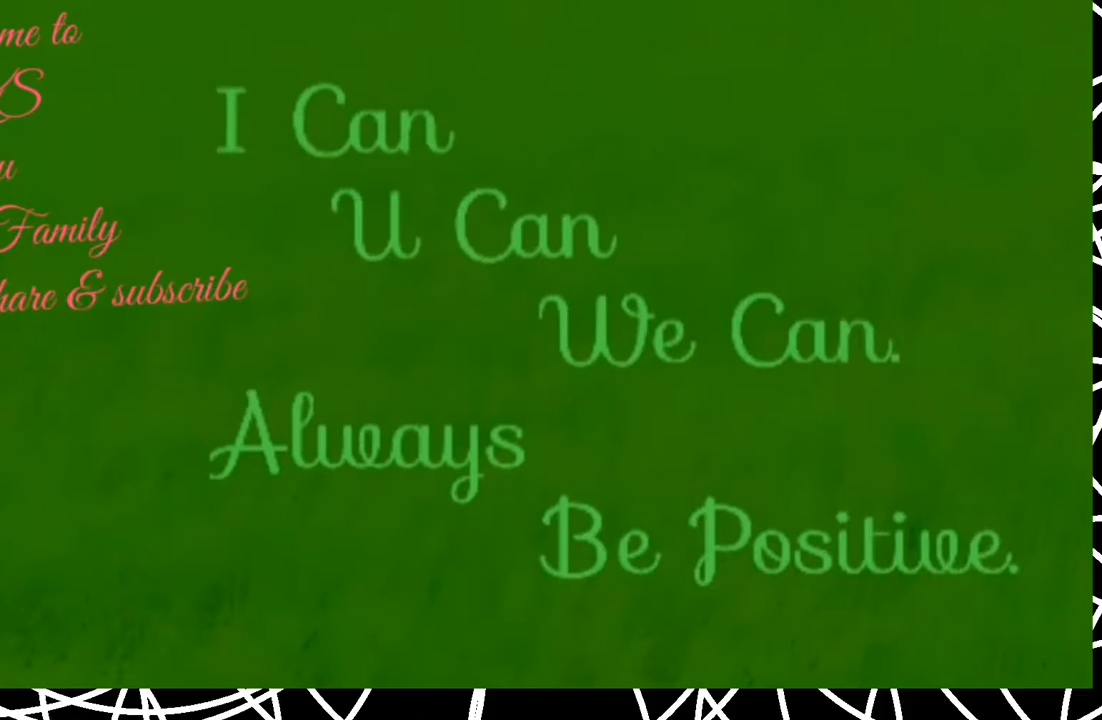 me to
S
u
Family
hare & subscribe
I Can
U Can
We Can.
Always
Be Positive.